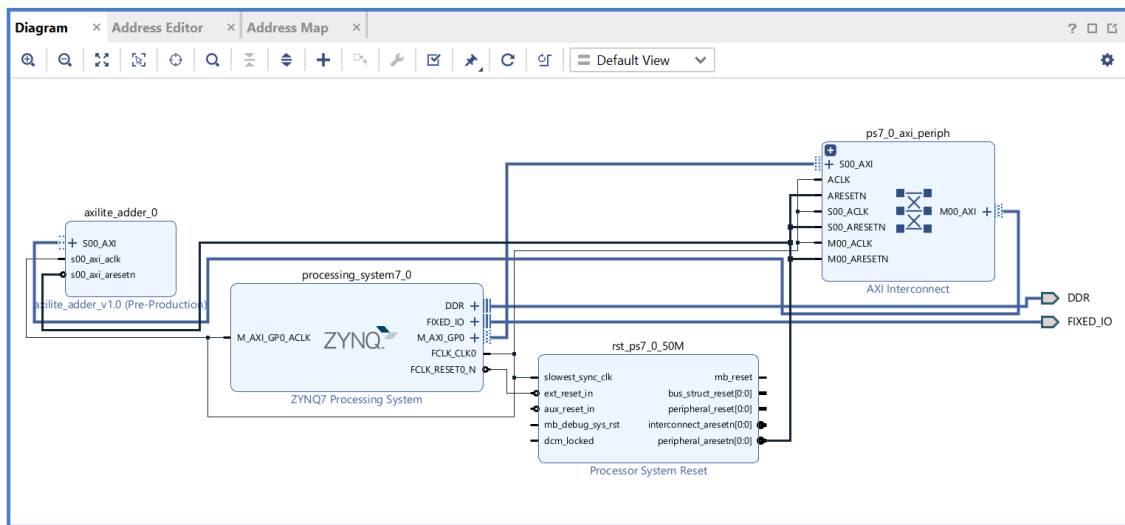 Diagram × Address Editor × Address Map × ?
Default View
ps7_0_axi_periph
S00_AXI
ACLK
ARESETN
S00_ACLK M00_AXI
S00_ARESETN
M00_ACLK
M00_ARESETN
AXI Interconnect
axilite_adder_0
S00_AXI
s00_axi_aclk
s00_axi_aresetn
axilite_adder_v1.0 (Pre-Production)
processing_system7_0
DDR
FIXED_IO
M_AXI_GP0_ACLK ZYNQ M_AXI_GP0
FCLK_CLK0
FCLK_RESET0_N
ZYNQ7 Processing System
DDR
FIXED_IO
rst_ps7_0_50M
slowest_sync_clk mb_reset
ext_reset_in bus_struct_reset[0:0]
aux_reset_in peripheral_reset[0:0]
mb_debug_sys_rst interconnect_aresetn[0:0]
dcm_locked peripheral_aresetn[0:0]
Processor System Reset